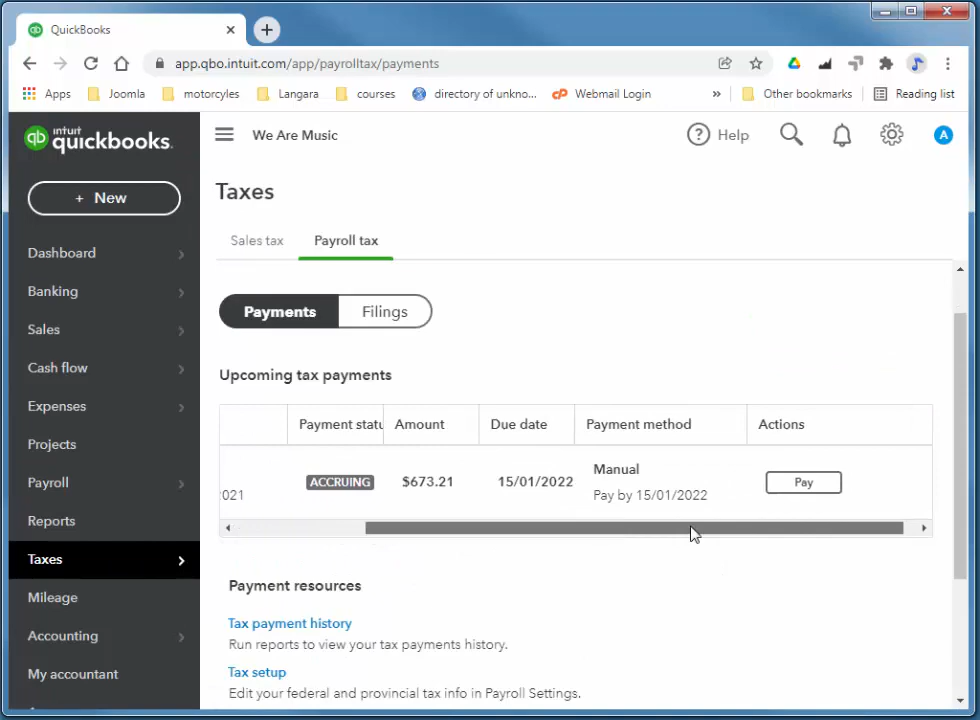 QuickBooks
app.qbo.intuit.com/app/payrolltax/payments
Apps
Joomla
motorcyles
Langara
courses
directory of unkno...
Webmail Login
»
Other bookmarks
Reading list
qb INTUIT quickbooks.
We Are Music
Help
A
+ New
Taxes
Sales tax
Payroll tax
Dashboard
Banking
Sales
Cash flow
Expenses
Projects
Payroll
Reports
Taxes
Mileage
Accounting
My accountant
Payments
Filings
Upcoming tax payments
Payment statu
Amount
Due date
Payment method
Actions
2021
ACCRUING
$673.21
15/01/2022
Manual
Pay by 15/01/2022
Pay
Payment resources
Tax payment history
Run reports to view your tax payments history.
Tax setup
Edit your federal and provincial tax info in Payroll Settings.